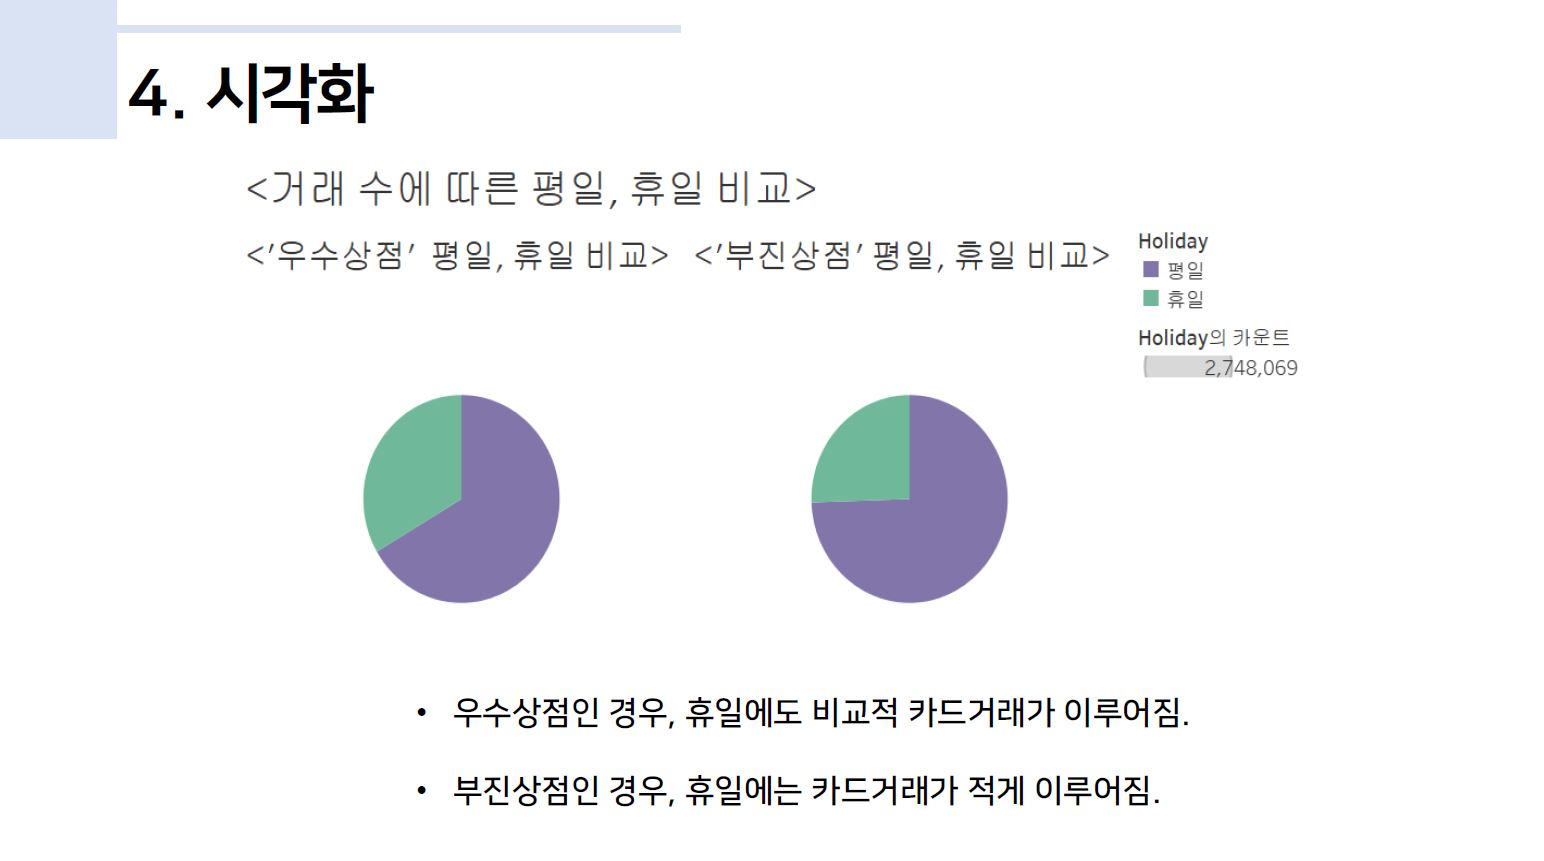 4. 시각화
<거래 수에 따른 평일, 휴일 비교>
<'우수상점' 평일, 휴일 비교>
<'부진상점' 평일, 휴일 비교>
Holiday
평일
휴일
Holiday의 카운트
2,748,069
• 우수상점인 경우, 휴일에도 비교적 카드거래가 이루어짐.
• 부진상점인 경우, 휴일에는 카드거래가 적게 이루어짐.